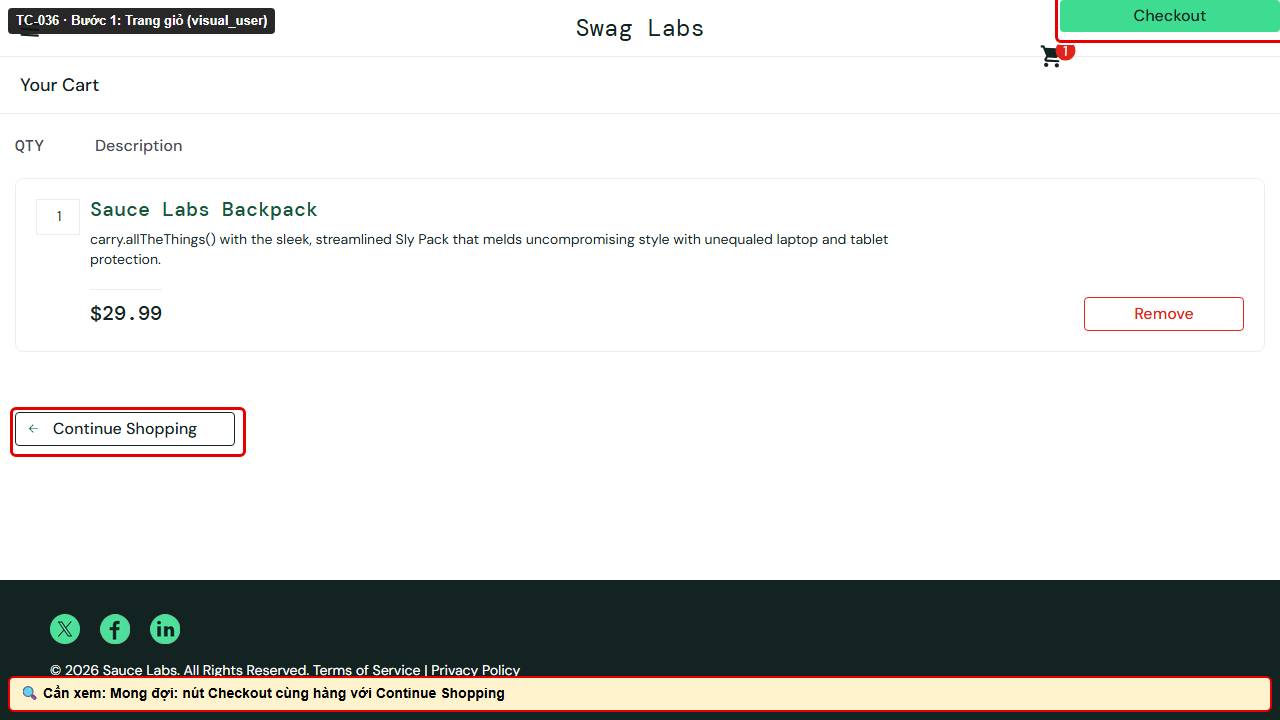 TC-036 · Bước 1: Trang giỏ (visual_user)
Swag Labs
Checkout
1
Your Cart
QTY Description
1
Sauce Labs Backpack
carry.allTheThings() with the sleek, streamlined Sly Pack that melds uncompromising style with unequaled laptop and tablet
protection.
$29.99
Remove
Continue Shopping
© 2026 Sauce Labs. All Rights Reserved. Terms of Service | Privacy Policy
Cần xem: Mong đợi: nút Checkout cùng hàng với Continue Shopping